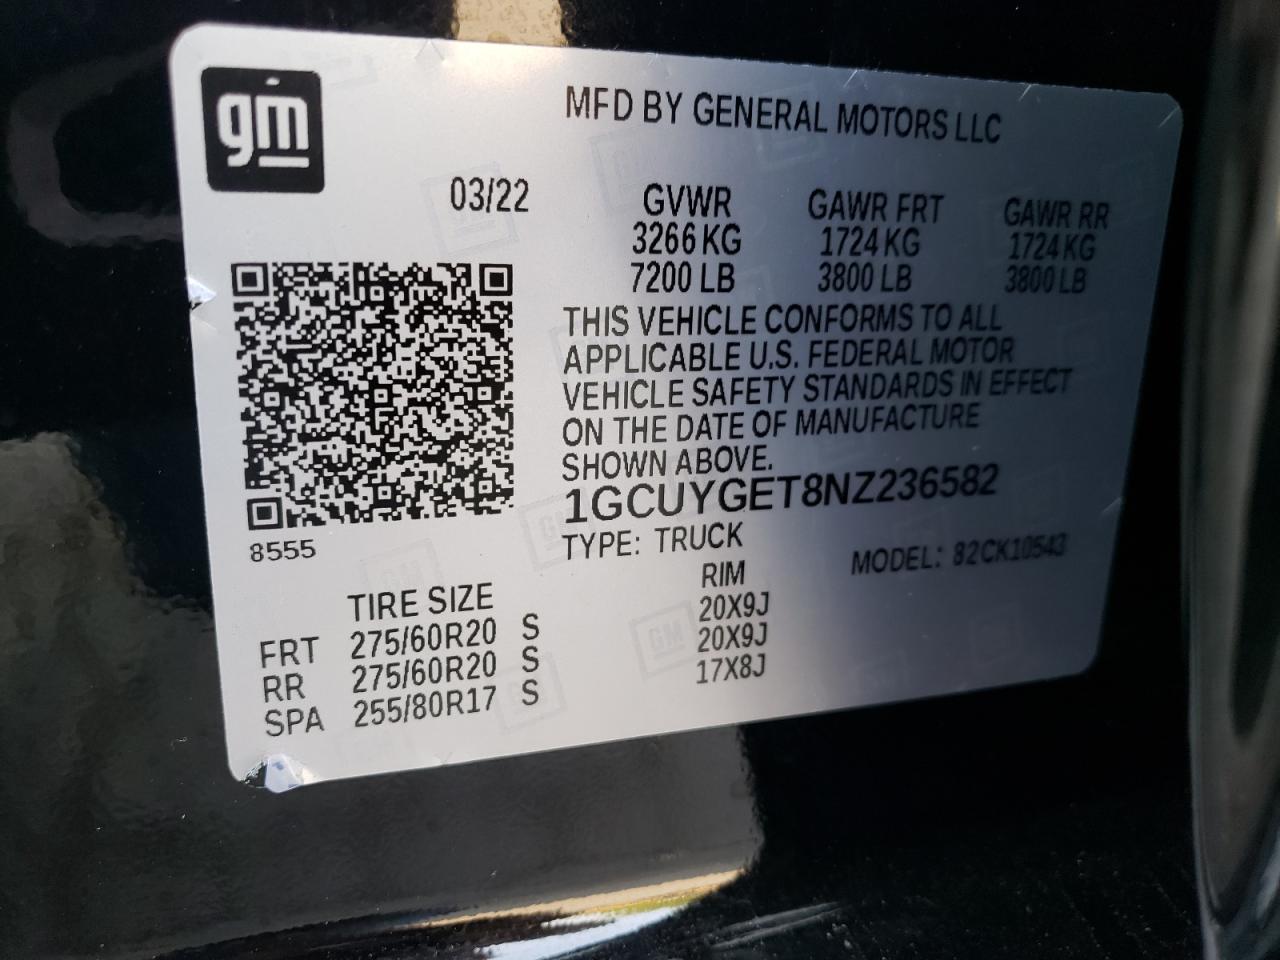 gm
MFD BY GENERAL MOTORS LLC
03/22
GVWR GAWR FRT GAWR RR
3266 KG 1724 KG 1724 KG
7200 LB 3800 LB 3800 LB
THIS VEHICLE CONFORMS TO ALL
APPLICABLE U.S. FEDERAL MOTOR
VEHICLE SAFETY STANDARDS IN EFFECT
ON THE DATE OF MANUFACTURE
SHOWN ABOVE.
1GCUYGET8NZ236582
8555
TYPE: TRUCK MODEL: 82CK10543
TIRE SIZE RIM
FRT 275/60R20 S 20X9J
RR 275/60R20 S 20X9J
SPA 255/80R17 S 17X8J